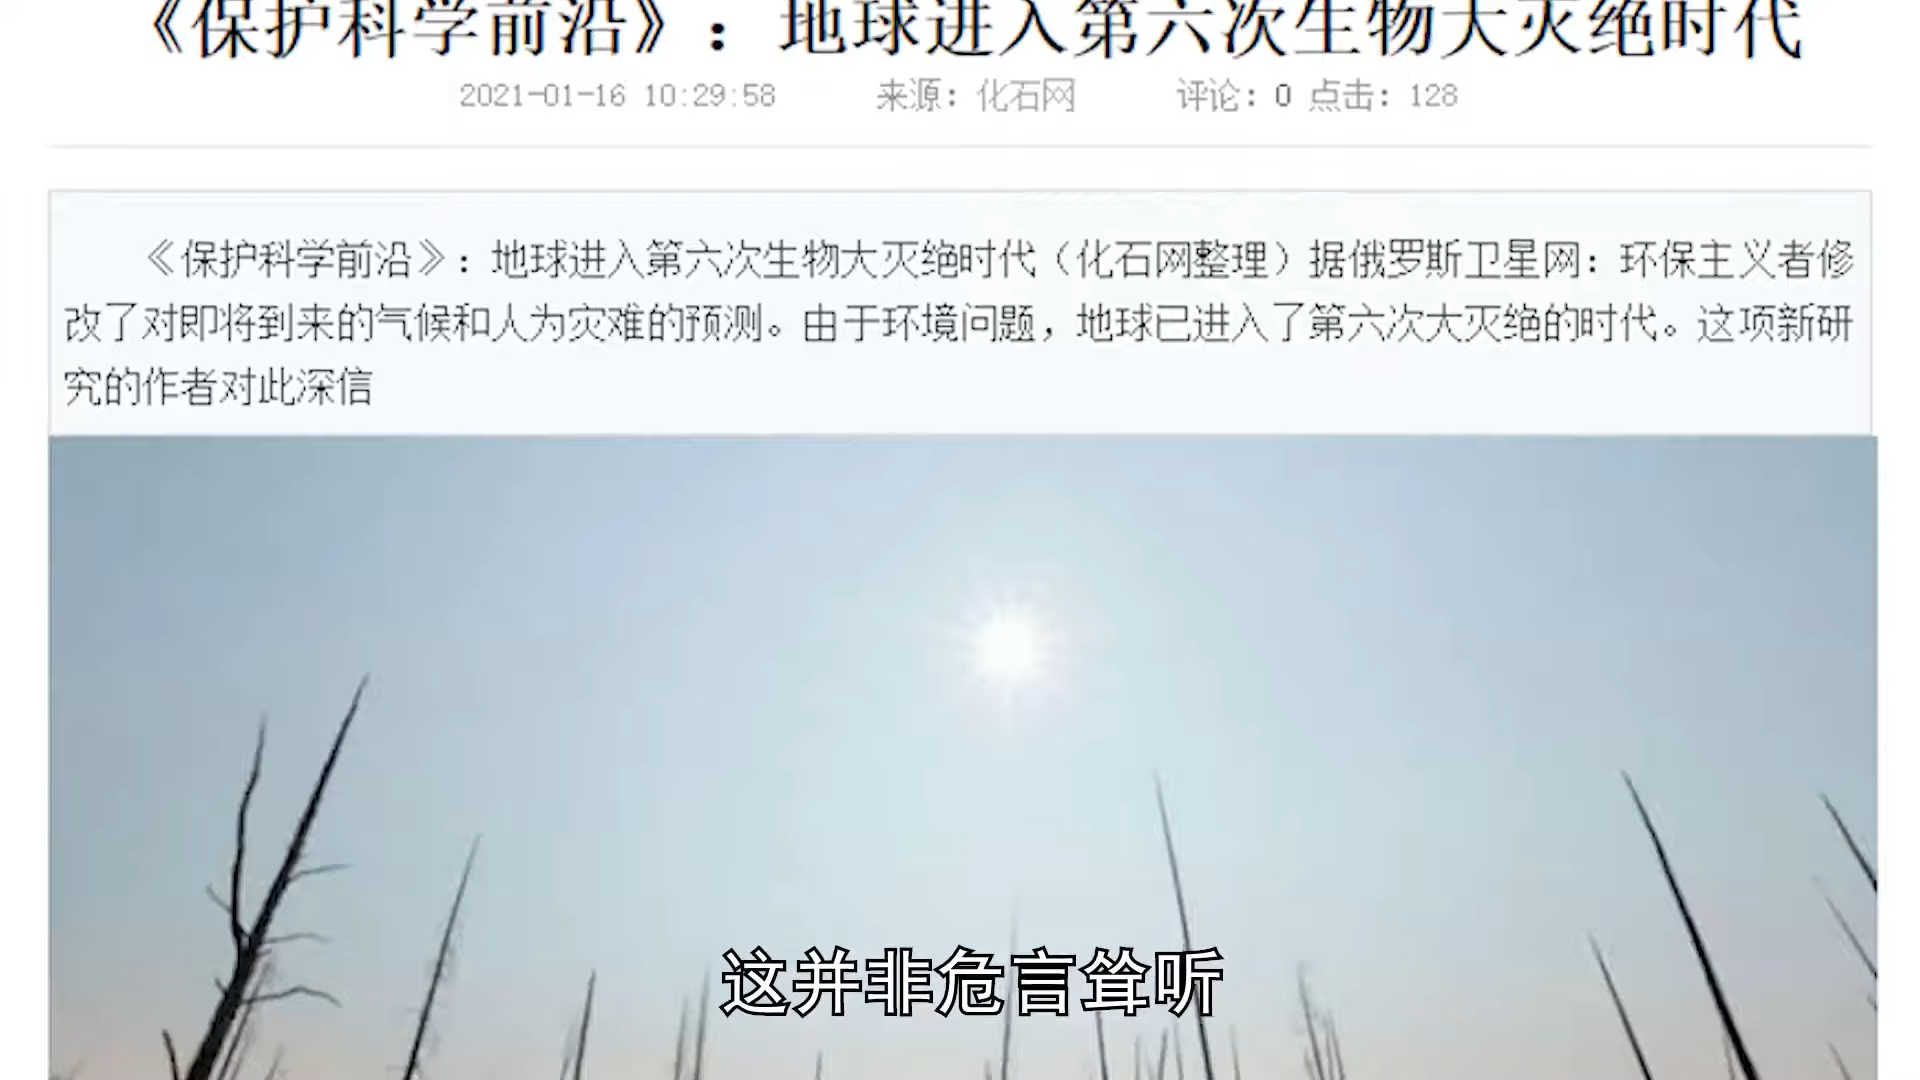 《保护科学前沿》：地球进入第六次生物大灭绝时代
2021-01-16 10:29:58 来源：化石网 评论：0 点击：128
《保护科学前沿》：地球进入第六次生物大灭绝时代（化石网整理）据俄罗斯卫星网：环保主义者修
改了对即将到来的气候和人为灾难的预测。由于环境问题，地球已进入了第六次大灭绝的时代。这项新研
究的作者对此深信
这并非危言耸听